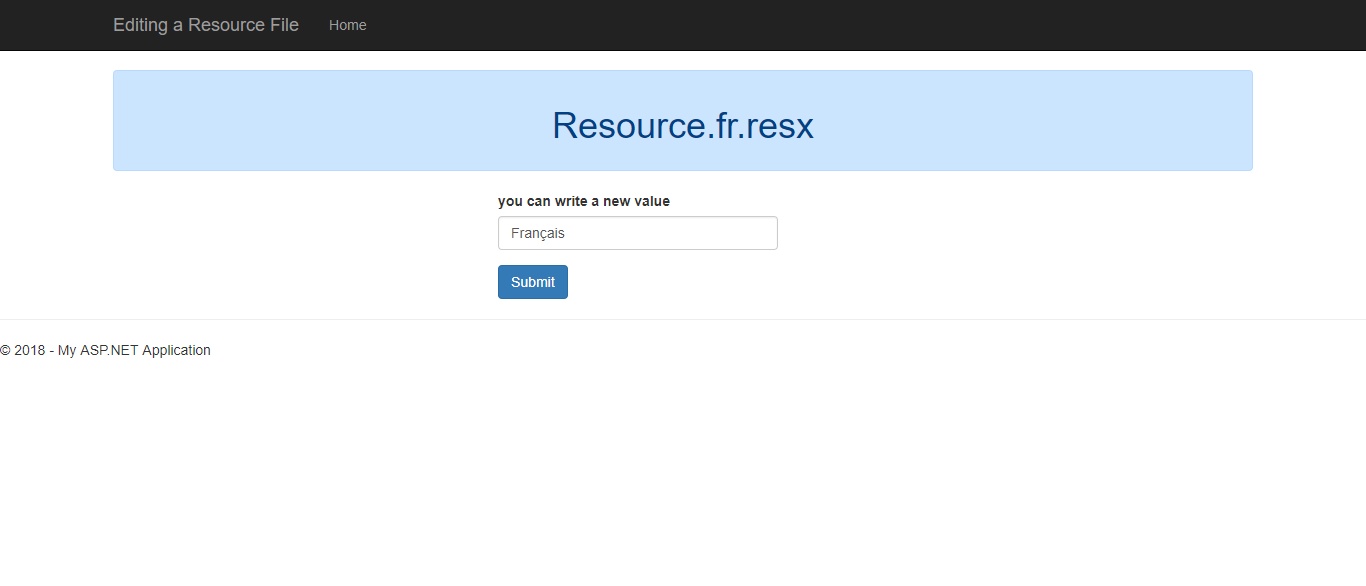 Editing a Resource File Home
Resource.fr.resx
you can write a new value
Français
Submit
© 2018 - My ASP.NET Application